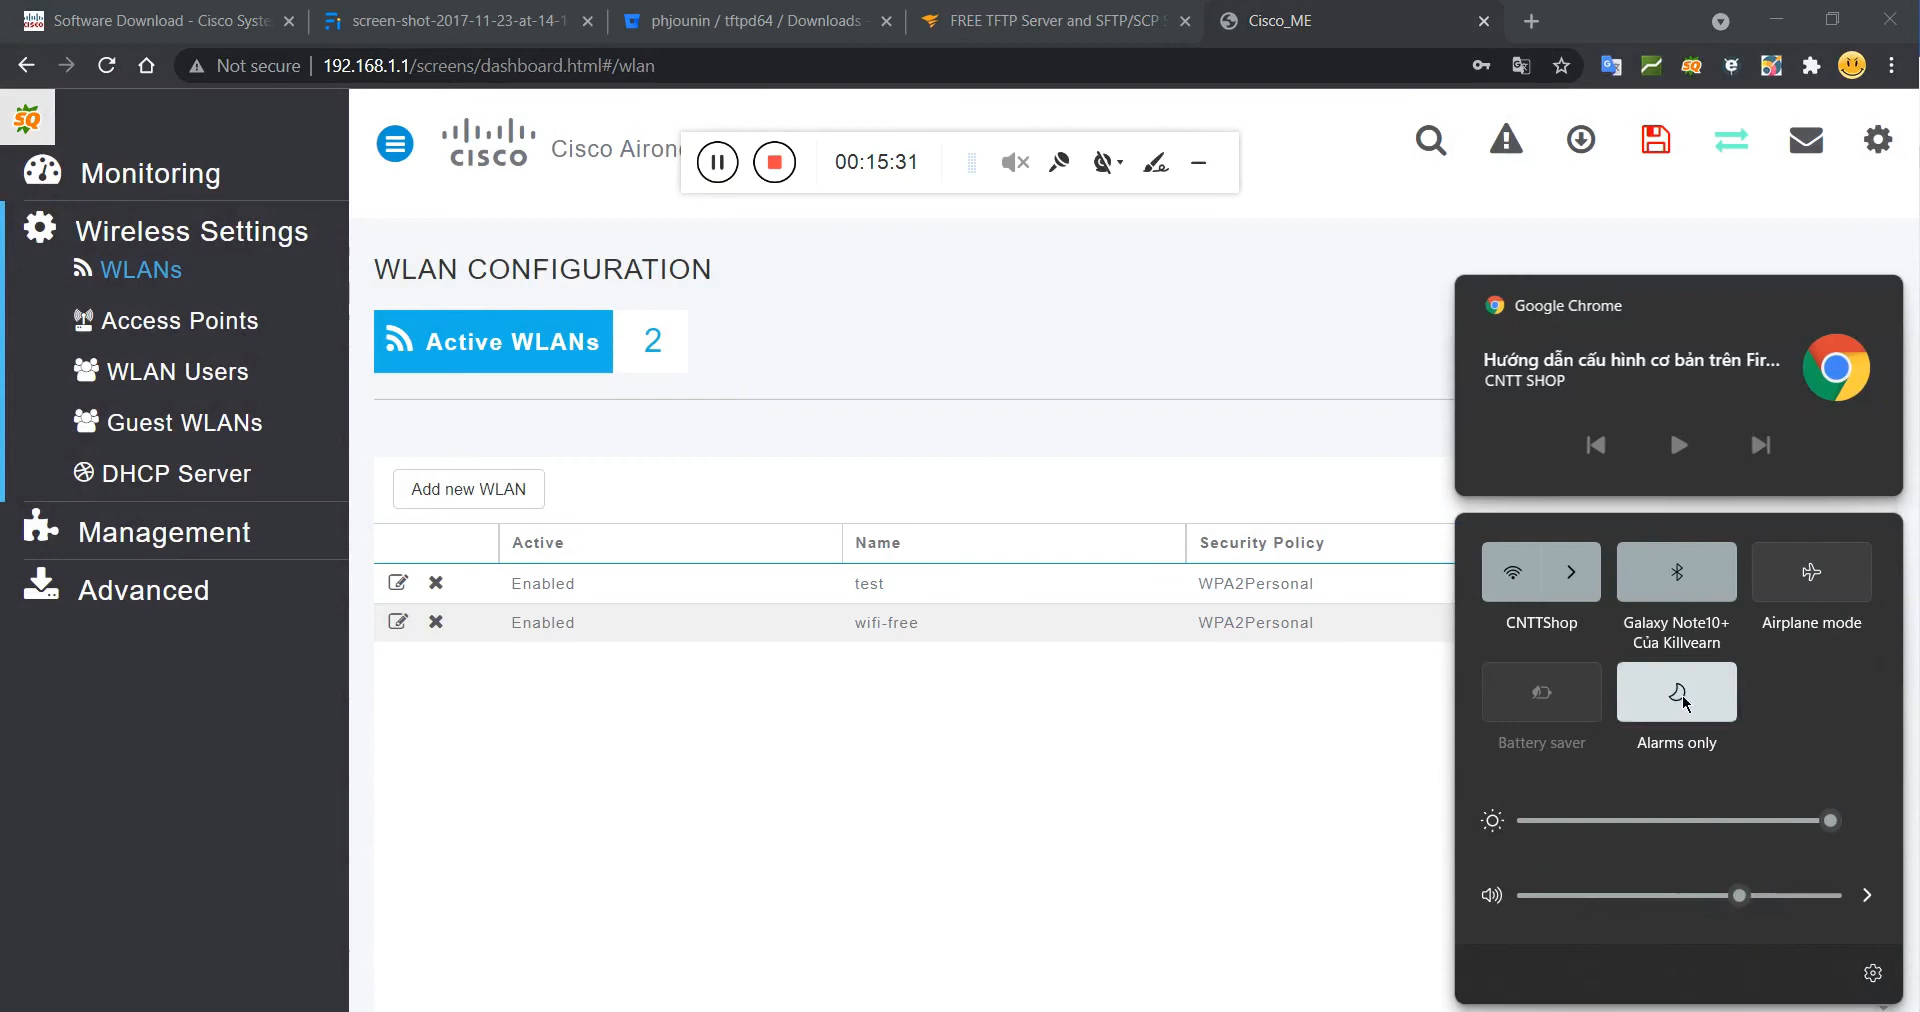 Software Download - Cisco Syste
screen-shot-2017-11-23-at-14-1
phjounin / tftpd64 / Downloads
FREE TFTP Server and SFTP/SCP S
Cisco_ME
Not secure
192.168.1.1/screens/dashboard.html#/wlan
SQ
Monitoring
Wireless Settings
WLANs
Access Points
WLAN Users
Guest WLANs
DHCP Server
Management
Advanced
CISCO
Cisco Airon
00:15:31
WLAN CONFIGURATION
Active WLANs
2
Add new WLAN
Active Name Security Policy
Enabled test WPA2Personal
Enabled wifi-free WPA2Personal
Google Chrome
Hướng dẫn cấu hình cơ bản trên Fir...
CNTT SHOP
CNTTShop
Galaxy Note10+
Của Killvearn
Airplane mode
Battery saver
Alarms only